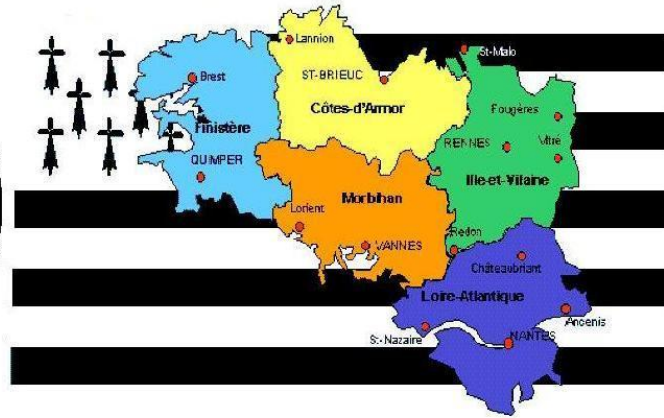 Lannion
St-Malo
Brest
ST-BRIEUC
Côtes-d'Armor
Fougères
Finistère
RENNES
Vitré
QUIMPER
Ille-et-Vilaine
Morbihan
Lorient
Redon
VANNES
Châteaubriant
Loire-Atlantique
Ancenis
St-Nazaire
NANTES